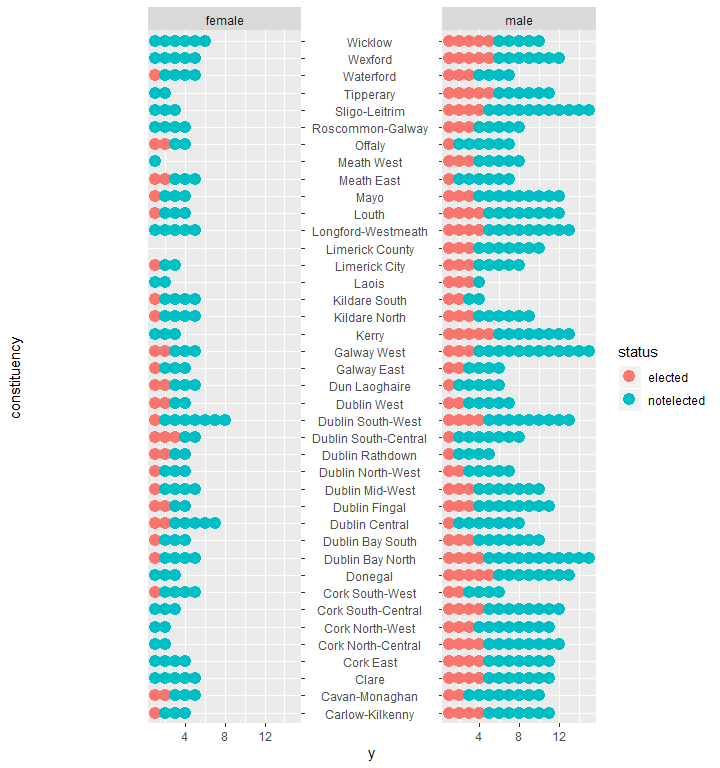 female male
Wicklow
Wexford
Waterford
Tipperary
Sligo-Leitrim
Roscommon-Galway
Offaly
Meath West
Meath East
Mayo
Louth
Longford-Westmeath
Limerick County
Limerick City
Laois
Kildare South
Kildare North
Kerry
Galway West
Galway East
Dun Laoghaire
Dublin West
Dublin South-West
Dublin South-Central
Dublin Rathdown
Dublin North-West
Dublin Mid-West
Dublin Fingal
Dublin Central
Dublin Bay South
Dublin Bay North
Donegal
Cork South-West
Cork South-Central
Cork North-West
Cork North-Central
Cork East
Clare
Cavan-Monaghan
Carlow-Kilkenny
4 8 12 4 8 12
y
constituency
status
elected
notelected